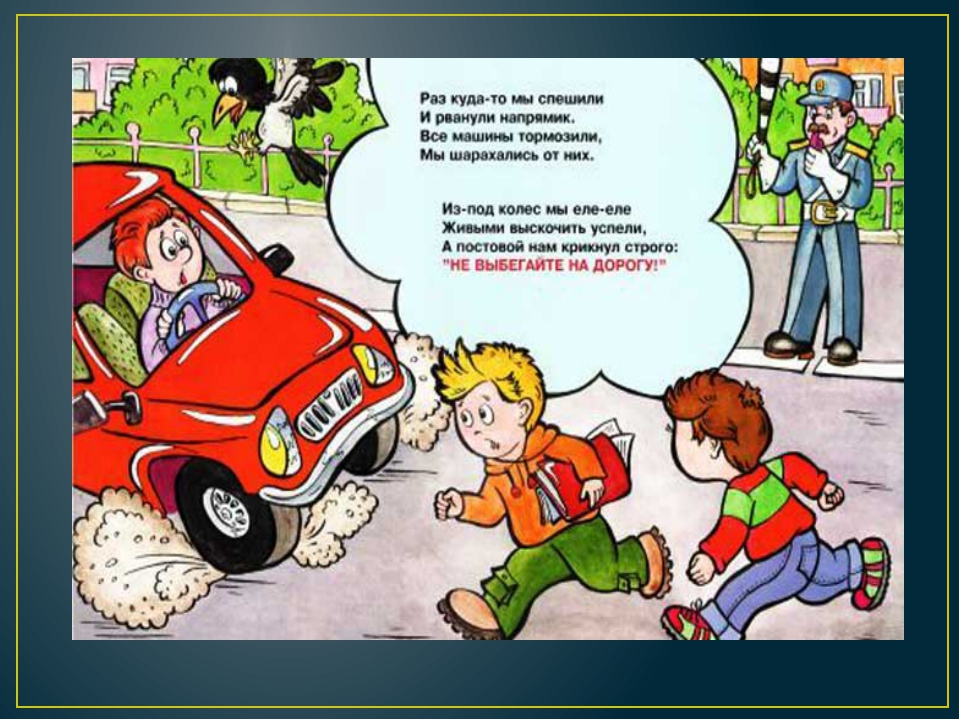 Раз куда-то мы спешили
И рванули напрямик.
Все машины тормозили,
Мы шарахались от них.
Из-под колес мы еле-еле
Живыми выскочить успели,
А постовой нам крикнул строго:
"НЕ ВЫБЕГАЙТЕ НА ДОРОГУ!"